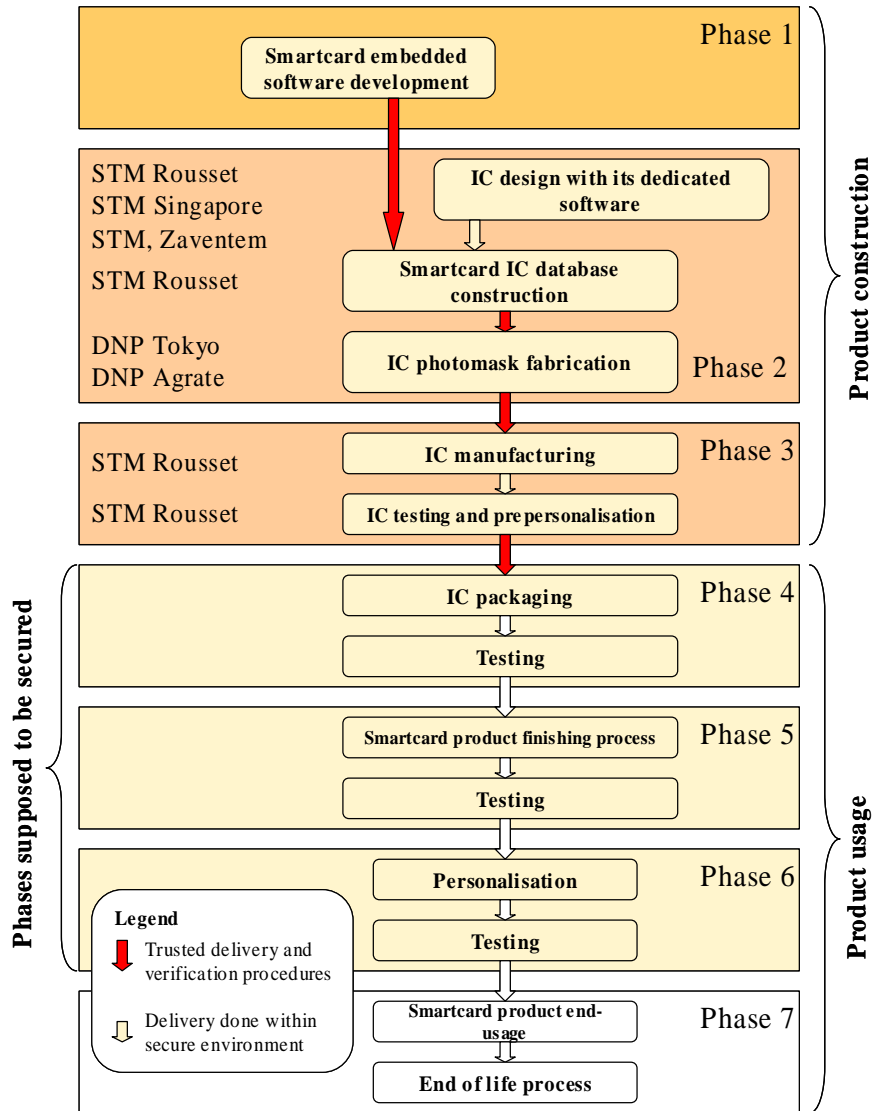 Phase 1
Smartcard embedded
software development
STM Rousset
STM Singapore
STM, Zaventem
STM Rousset
IC design with its dedicated
software
Smartcard IC database
construction
DNP Tokyo
DNP Agrate
IC photomask fabrication
Phase 2
Product construction
Phase 3
STM Rousset
IC manufacturing
STM Rousset
IC testing and prepersonalisation
Phase 4
IC packaging
Testing
Phase 5
Smartcard product finishing process
Testing
Phase 6
Personalisation
Testing
Phases supposed to be secured
Product usage
Legend
Trusted delivery and
verification procedures
Delivery done within
secure environment
Phase 7
Smartcard product end-
usage
End of life process